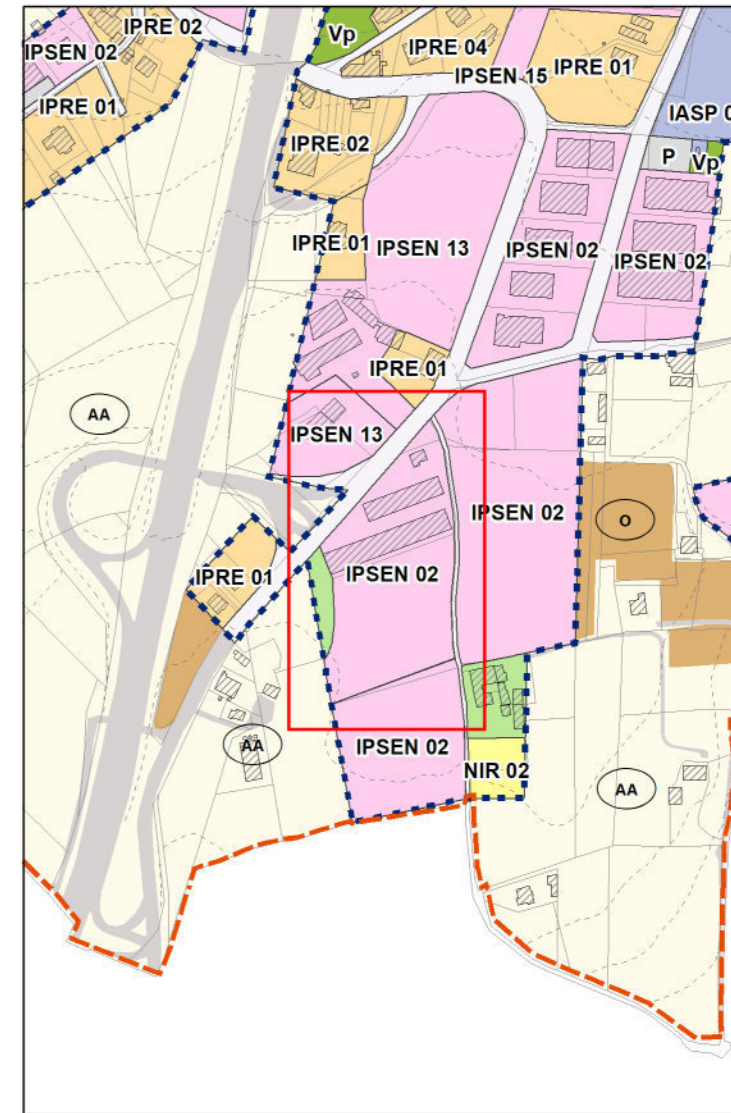 Vp
IPRE 02
IPRE 04
IPSEN 02
IPSEN 15
IPRE 01
IPRE 01
IASP 0
IPRE 02
P
Vp
IPRE 01
IPSEN 13
IPSEN 02
IPSEN 02
IPRE 01
AA
IPSEN 13
IPSEN 02
O
IPRE 01
IPSEN 02
AA
IPSEN 02
NIR 02
AA